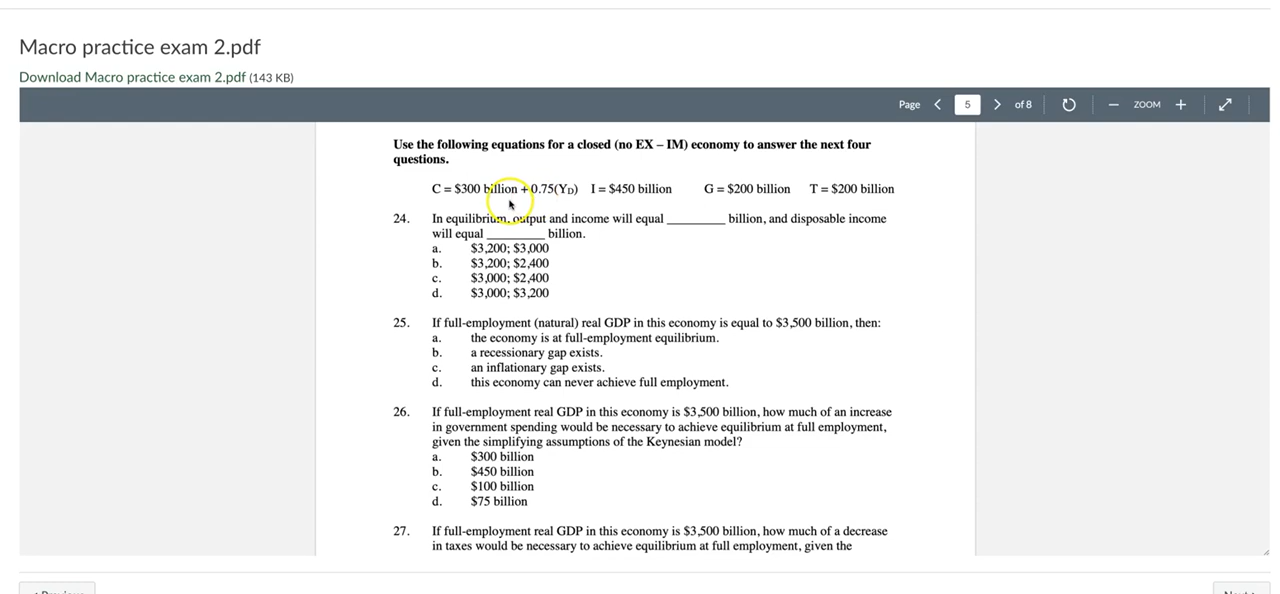 Macro practice exam 2.pdf
Download Macro practice exam 2.pdf (143 KB)
Page 5 of 8 ZOOM
Use the following equations for a closed (no EX – IM) economy to answer the next four
questions.
C = $300 billion + 0.75(YD) I = $450 billion G = $200 billion T = $200 billion
24. In equilibrium, output and income will equal _________ billion, and disposable income
will equal _________ billion.
a. $3,200; $3,000
b. $3,200; $2,400
c. $3,000; $2,400
d. $3,000; $3,200
25. If full-employment (natural) real GDP in this economy is equal to $3,500 billion, then:
a. the economy is at full-employment equilibrium.
b. a recessionary gap exists.
c. an inflationary gap exists.
d. this economy can never achieve full employment.
26. If full-employment real GDP in this economy is $3,500 billion, how much of an increase
in government spending would be necessary to achieve equilibrium at full employment,
given the simplifying assumptions of the Keynesian model?
a. $300 billion
b. $450 billion
c. $100 billion
d. $75 billion
27. If full-employment real GDP in this economy is $3,500 billion, how much of a decrease
in taxes would be necessary to achieve equilibrium at full employment, given the